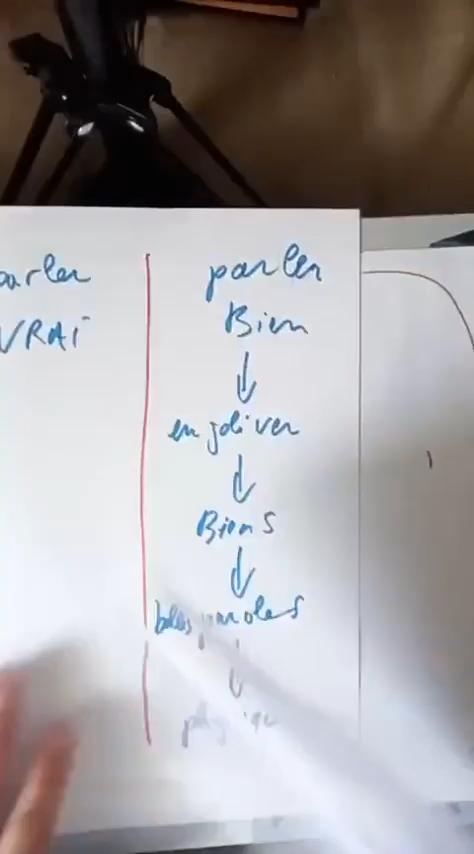 parler
VRAI
parler
Bien
↓
enjoliver
↓
Biens
↓
belles paroles
↓